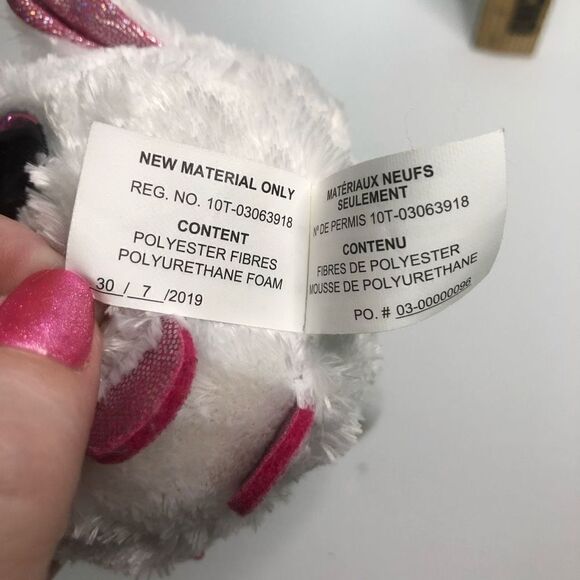 NEW MATERIAL ONLY
REG. NO. 10T-03063918
CONTENT
POLYESTER FIBRES
POLYURETHANE FOAM
30 / 7 /2019
MATÉRIAUX NEUFS
SEULEMENT
Nº DE PERMIS 10T-03063918
CONTENU
FIBRES DE POLYESTER
MOUSSE DE POLYURETHANE
PO. # 03-00000096